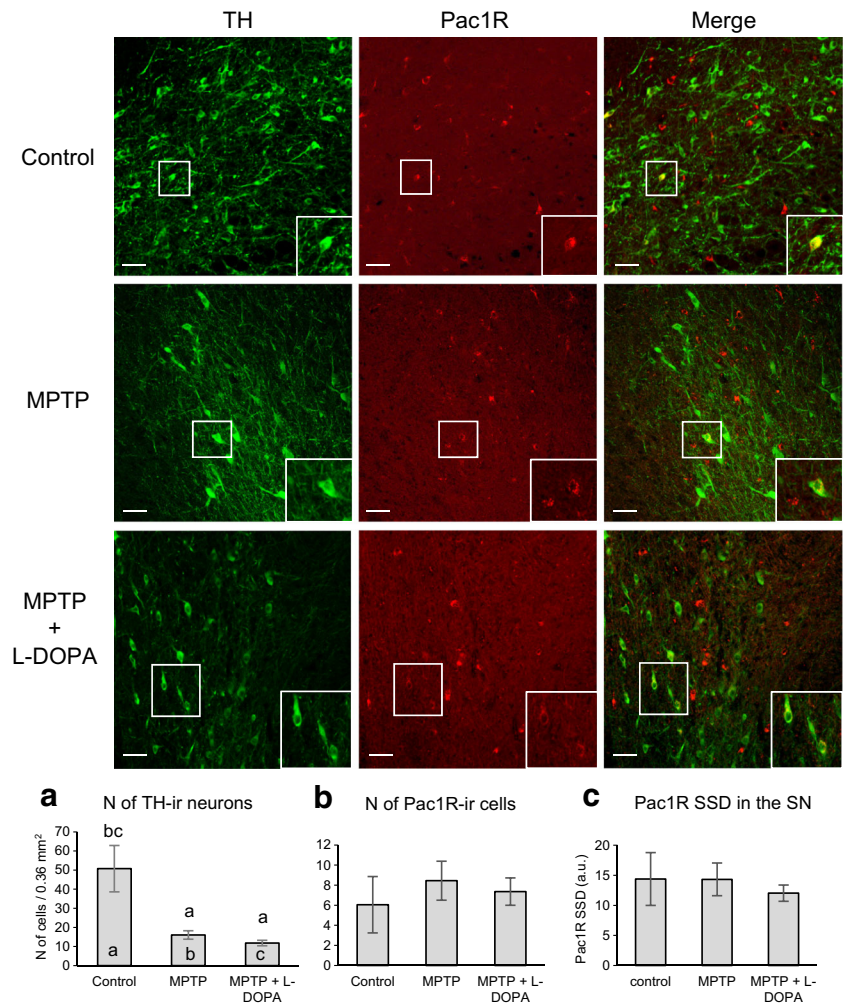 TH
Pac1R
Merge
Control
MPTP
MPTP
+
L-DOPA
a
N of TH-ir neurons
N of cells / 0.36 mm²
70
60
50
40
30
20
10
0
bc
a
a
a
b
c
Control
MPTP
MPTP + L-
DOPA
b
N of Pac1R-ir cells
12
10
8
6
4
2
0
Control
MPTP
MPTP + L-
DOPA
c
Pac1R SSD in the SN
Pac1R SSD (a.u.)
20
15
10
5
0
control
MPTP
MPTP + L-
DOPA